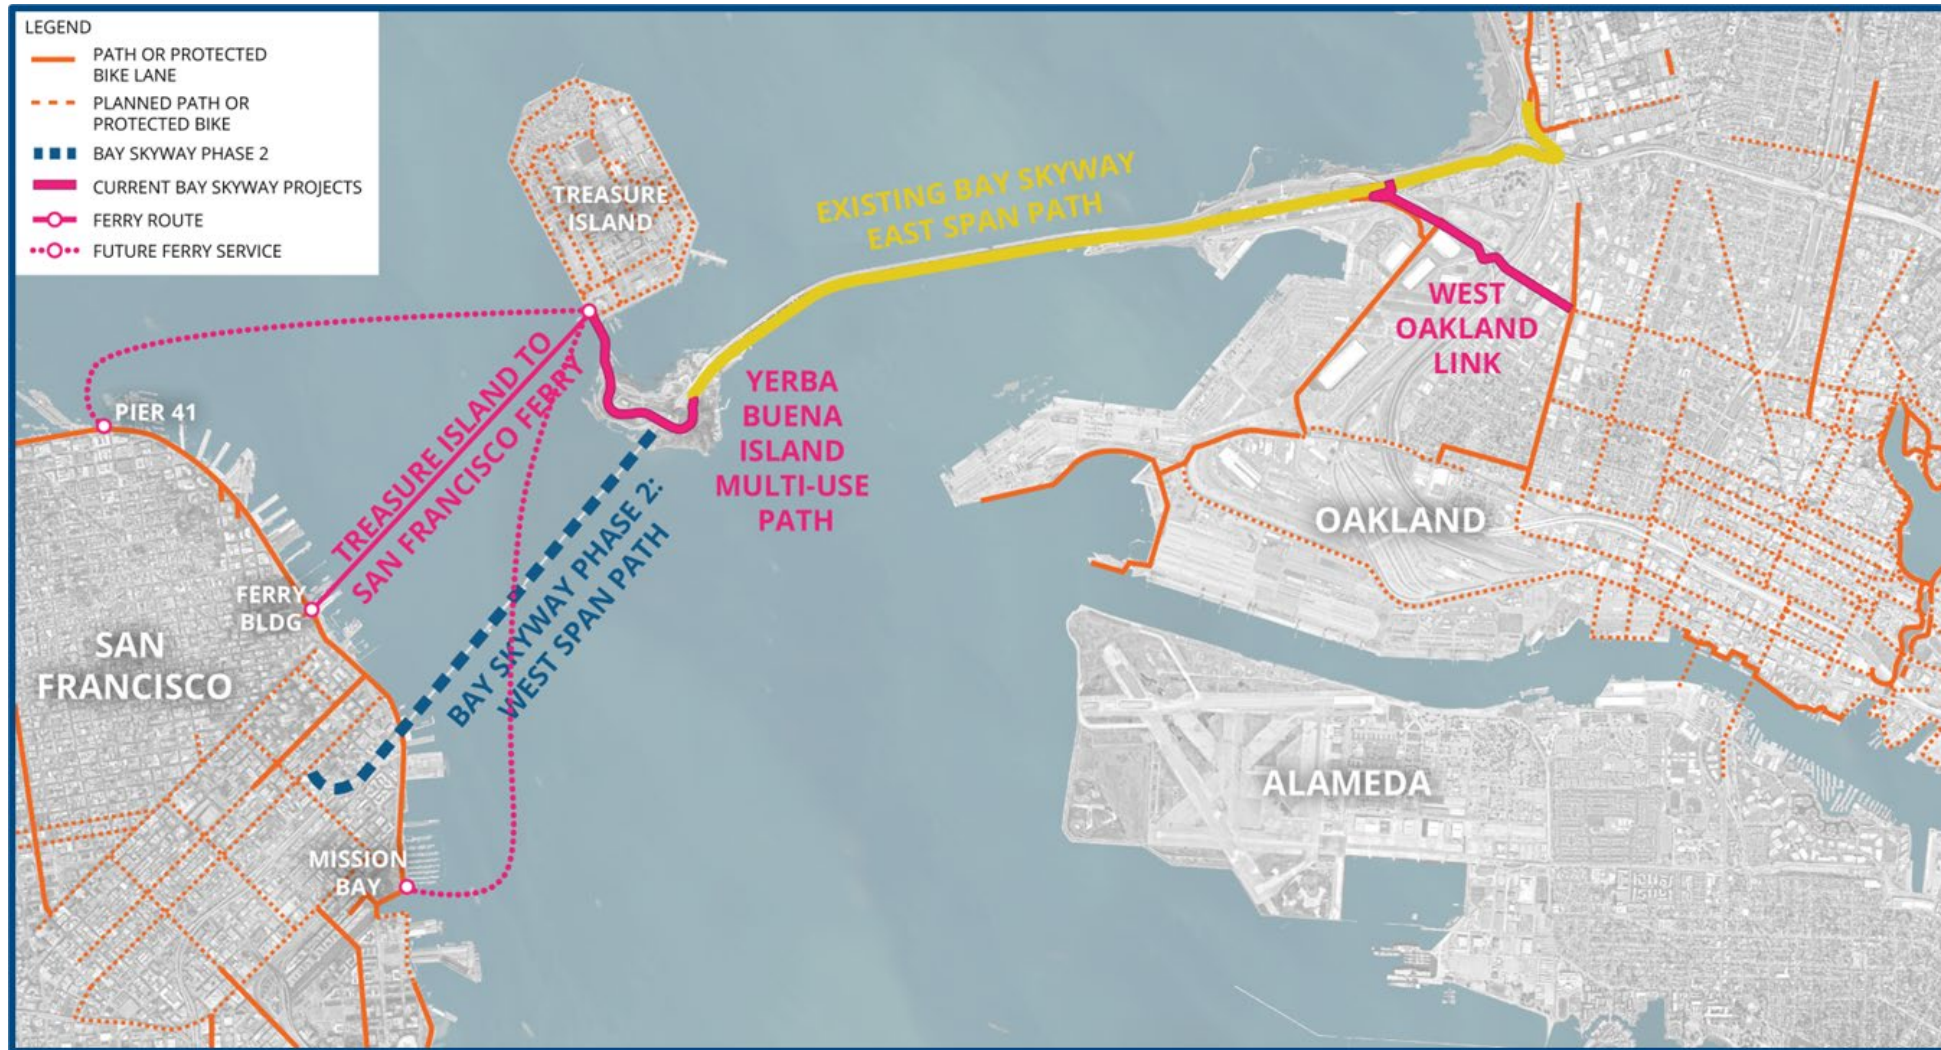 LEGEND
PATH OR PROTECTED
BIKE LANE
PLANNED PATH OR
PROTECTED BIKE
BAY SKYWAY PHASE 2
CURRENT BAY SKYWAY PROJECTS
FERRY ROUTE
FUTURE FERRY SERVICE
TREASURE
ISLAND
EXISTING BAY SKYWAY
EAST SPAN PATH
WEST
OAKLAND
LINK
PIER 41
TREASURE ISLAND TO
SAN FRANCISCO FERRY
YERBA
BUENA
ISLAND
MULTI-USE
PATH
BAY SKYWAY PHASE 2:
WEST SPAN PATH
OAKLAND
FERRY
BLDG
SAN
FRANCISCO
ALAMEDA
MISSION
BAY